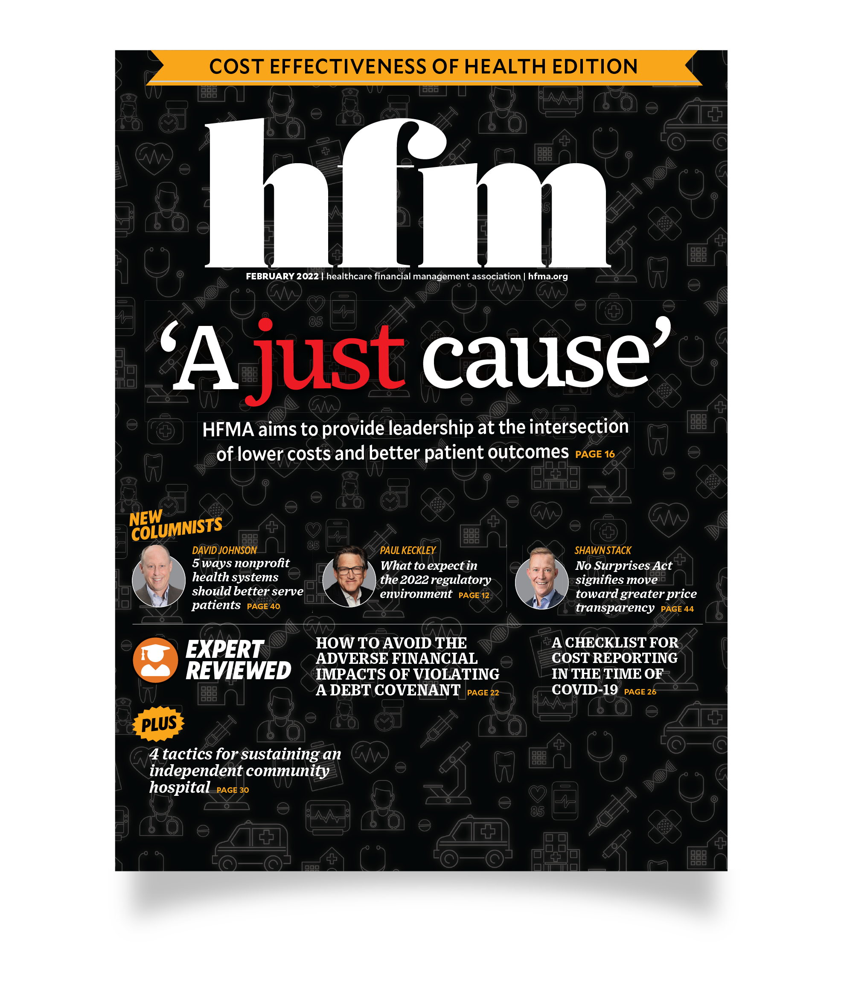 COST EFFECTIVENESS OF HEALTH EDITION
hfm
FEBRUARY 2022 | healthcare financial management association | hfma.org
‘A just cause’
HFMA aims to provide leadership at the intersection
of lower costs and better patient outcomes PAGE 16
NEW
COLUMNISTS
DAVID JOHNSON
5 ways nonprofit
health systems
should better serve
patients PAGE 40
PAUL KECKLEY
What to expect in
the 2022 regulatory
environment PAGE 12
SHAWN STACK
No Surprises Act
signifies move
toward greater price
transparency PAGE 44
EXPERT
REVIEWED
HOW TO AVOID THE
ADVERSE FINANCIAL
IMPACTS OF VIOLATING
A DEBT COVENANT PAGE 22
A CHECKLIST FOR
COST REPORTING
IN THE TIME OF
COVID-19 PAGE 26
PLUS
4 tactics for sustaining an
independent community
hospital PAGE 30
85
85
85
85